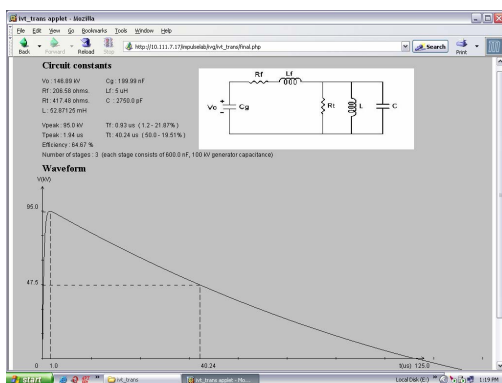 ivt_trans applet - Mozilla
File Edit View Go Bookmarks Tools Window Help
Back Forward Reload Stop http://10.111.7.17/impulselab/ivg/ivt_trans/final.php Search Print
Circuit constants
Vo : 146.89 kV Cg : 199.99 nF
Rf : 206.58 ohms. Lf : 5 uH
Rt : 417.48 ohms. C : 2750.0 pF
L : 52.87125 mH
Vpeak : 95.0 kV Tf : 0.93 us ( 1.2 - 21.87% )
Tpeak : 1.94 us Tt : 40.24 us ( 50.0 - 19.51% )
Efficiency : 64.67 %
Number of stages : 3 (each stage consists of 600.0 nF, 100 kV generator capacitance)
Rf Lf
Vo + - Cg Rt L C
Waveform
V(kV)
95.0
47.5
0 1.0 40.24 t(us) 125.0
start ivt_trans ivt_trans applet - Mo... Local Disk (E:) 1:19 PM